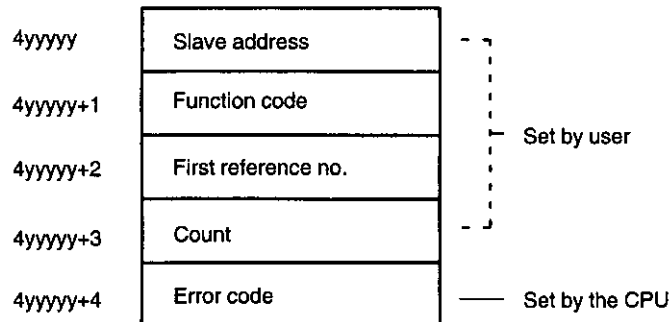 4yyyyy Slave address
4yyyyy+1 Function code
Set by user
4yyyyy+2 First reference no.
4yyyyy+3 Count
4yyyyy+4 Error code Set by the CPU